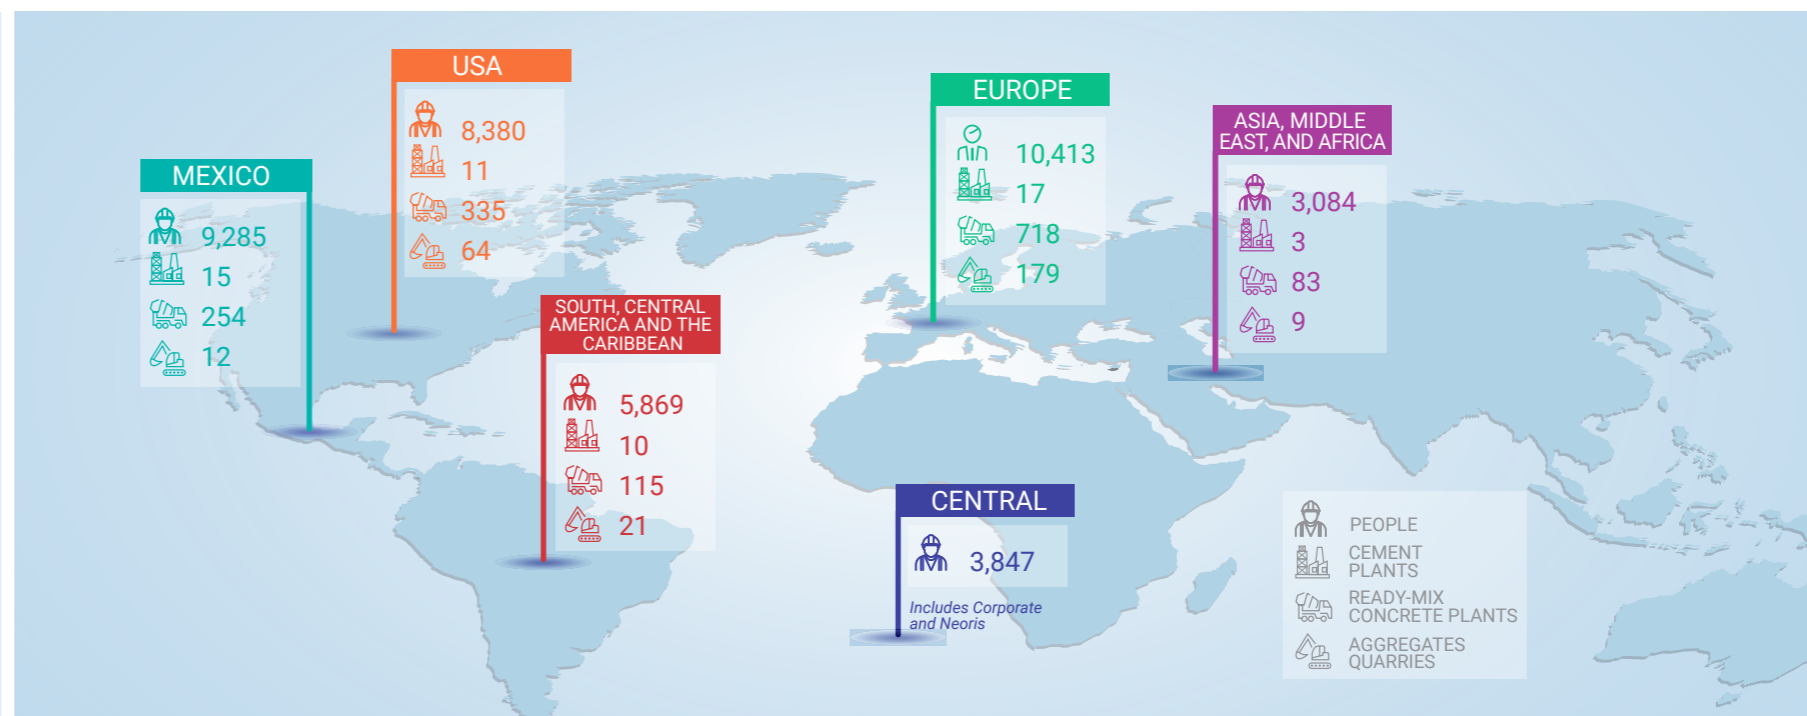 USA
8,380
11
335
64
MEXICO
9,285
15
254
12
SOUTH, CENTRAL
AMERICA AND THE
CARIBBEAN
5,869
10
115
21
EUROPE
10,413
17
718
179
ASIA, MIDDLE
EAST, AND AFRICA
3,084
3
83
9
CENTRAL
3,847
Includes Corporate
and Neoris
PEOPLE
CEMENT
PLANTS
READY-MIX
CONCRETE PLANTS
AGGREGATES
QUARRIES